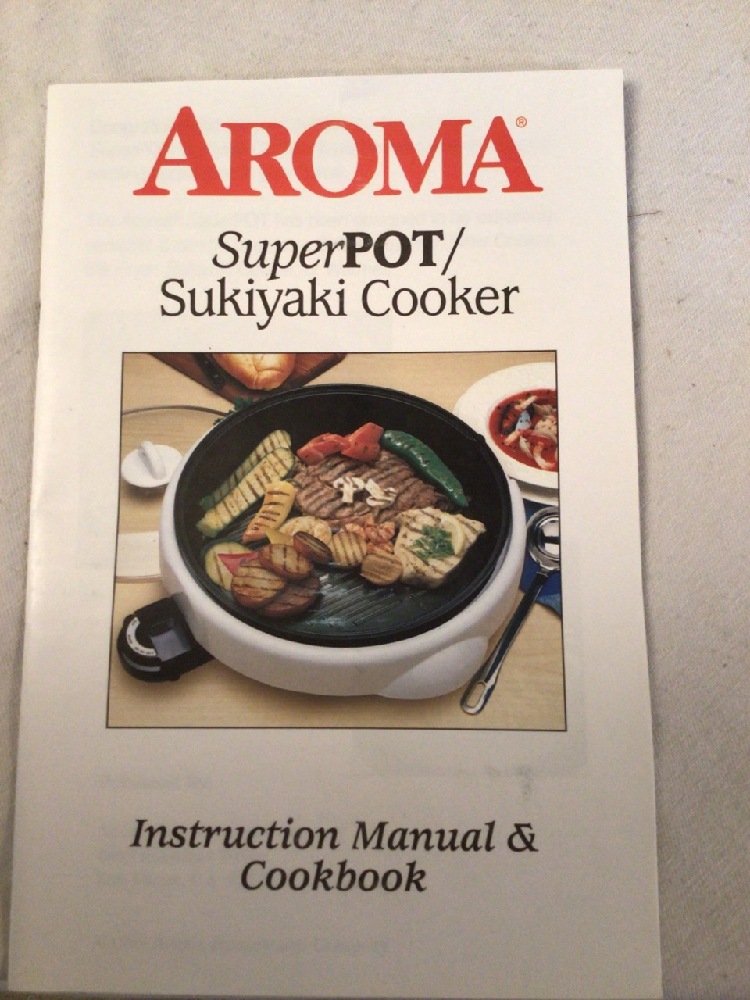 AROMA®
SuperPOT/
Sukiyaki Cooker
Instruction Manual &
Cookbook